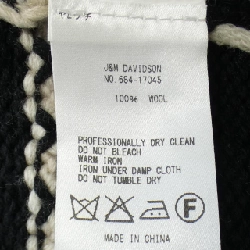 J&M DAVIDSON
NO.664-17045
100% WOOL
PROFESSIONALLY DRY CLEAN
DO NOT BLEACH
WARM IRON
IRON UNDER DAMP CLOTH
DO NOT TUMBLE DRY
F
MADE IN CHINA